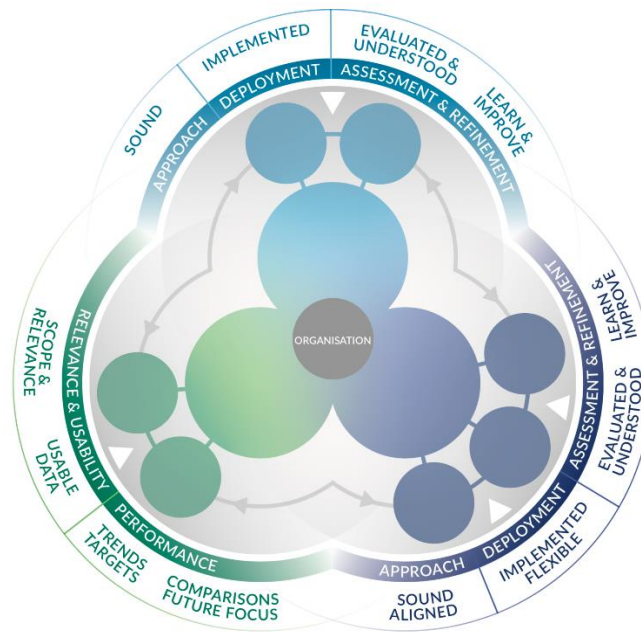 SOUND
IMPLEMENTED
EVALUATED &
UNDERSTOOD
LEARN &
IMPROVE
APPROACH
DEPLOYMENT
ASSESSMENT & REFINEMENT
ORGANISATION
SCOPE &
RELEVANCE
USABLE
DATA
TRENDS
TARGETS
COMPARISONS
FUTURE FOCUS
RELEVANCE & USABILITY
PERFORMANCE
LEARN &
IMPROVE
EVALUATED &
UNDERSTOOD
IMPLEMENTED
FLEXIBLE
SOUND
ALIGNED
ASSESSMENT & REFINEMENT
DEPLOYMENT
APPROACH